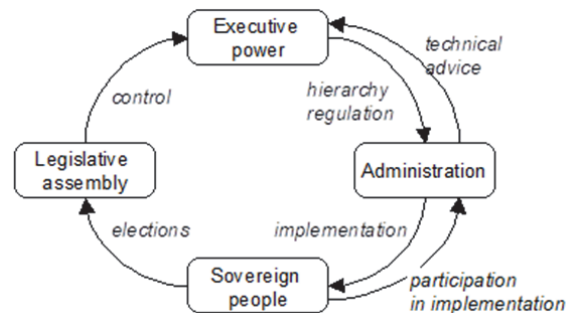 Executive
power
technical
advice
control
hierarchy
regulation
Legislative
assembly
Administration
elections
implementation
Sovereign
people
participation
in implementation